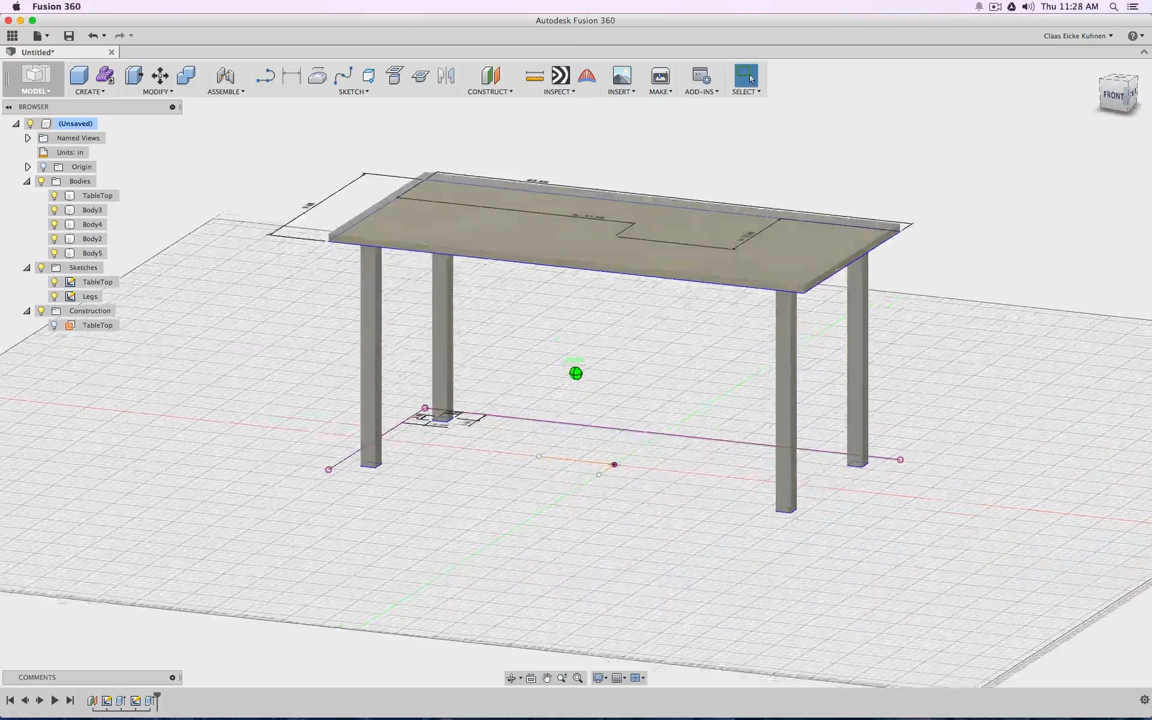 Fusion 360
Thu 11:28 AM
Autodesk Fusion 360
Claas Eicke Kuhnen
Untitled*
MODEL
CREATE
MODIFY
ASSEMBLE
SKETCH
CONSTRUCT
INSPECT
INSERT
MAKE
ADD-INS
SELECT
BROWSER
FRONT
(Unsaved)
Named Views
Units: in
Origin
Bodies
TableTop
Body3
Body4
Body2
Body5
Sketches
TableTop
Legs
Construction
TableTop
COMMENTS